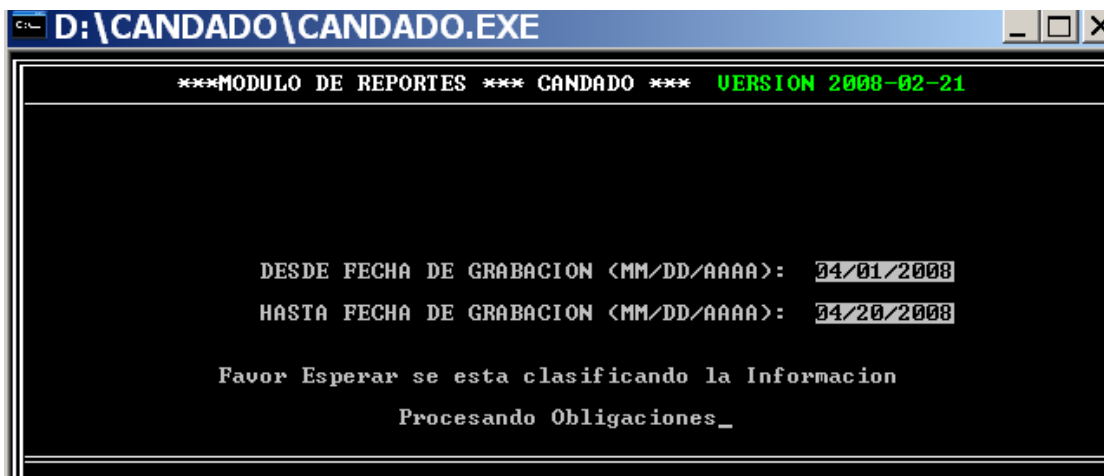 D:\CANDADO\CANDADO.EXE
***MODULO DE REPORTES *** CANDADO *** VERSION 2008-02-21
DESDE FECHA DE GRABACION (MM/DD/AAAA): 04/01/2008
HASTA FECHA DE GRABACION (MM/DD/AAAA): 04/20/2008
Favor Esperar se esta clasificando la Informacion
Procesando Obligaciones_